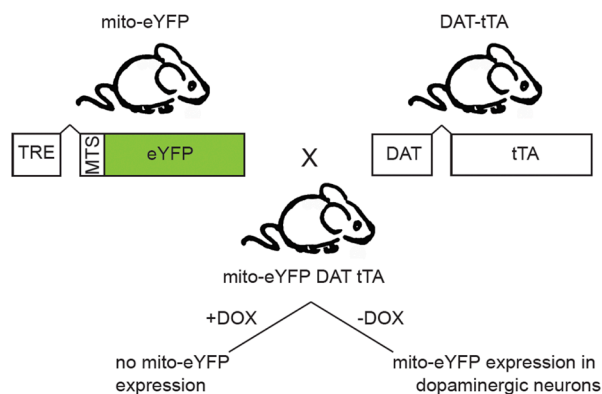 mito-eYFP
DAT-tTA
TRE
MTS
eYFP
X
DAT
tTA
mito-eYFP DAT tTA
+DOX
-DOX
no mito-eYFP
expression
mito-eYFP expression in
dopaminergic neurons